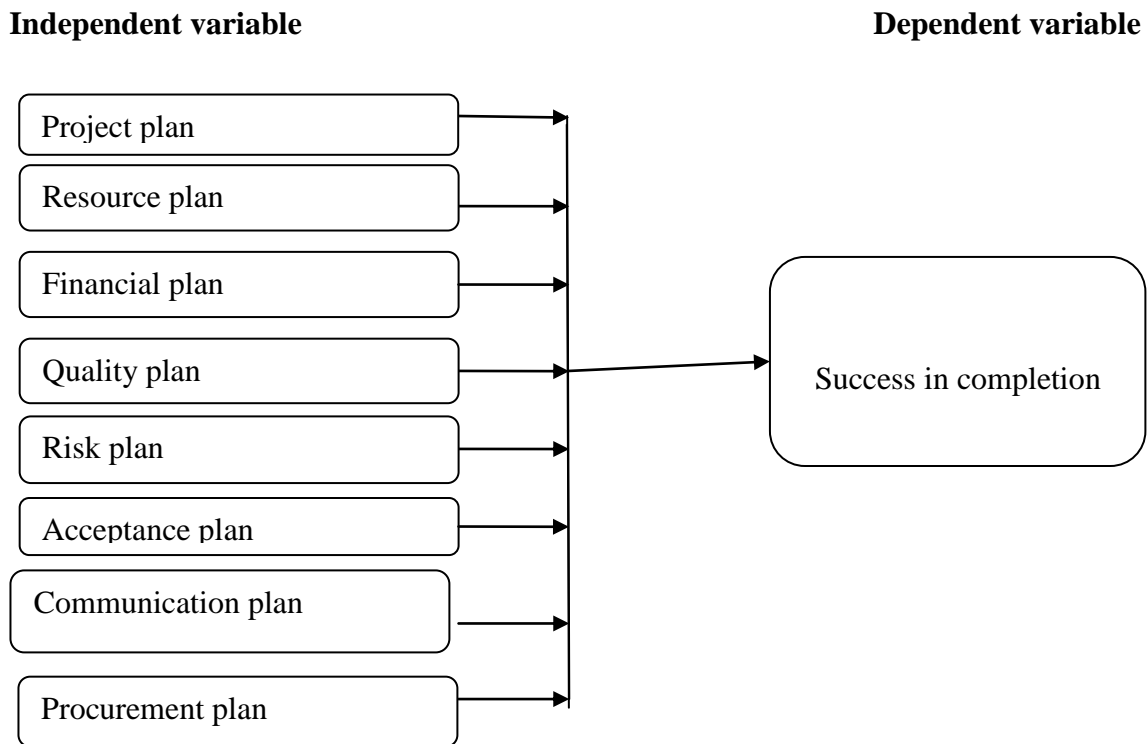 Independent variable
Dependent variable
Project plan
Resource plan
Financial plan
Quality plan
Success in completion
Risk plan
Acceptance plan
Communication plan
Procurement plan